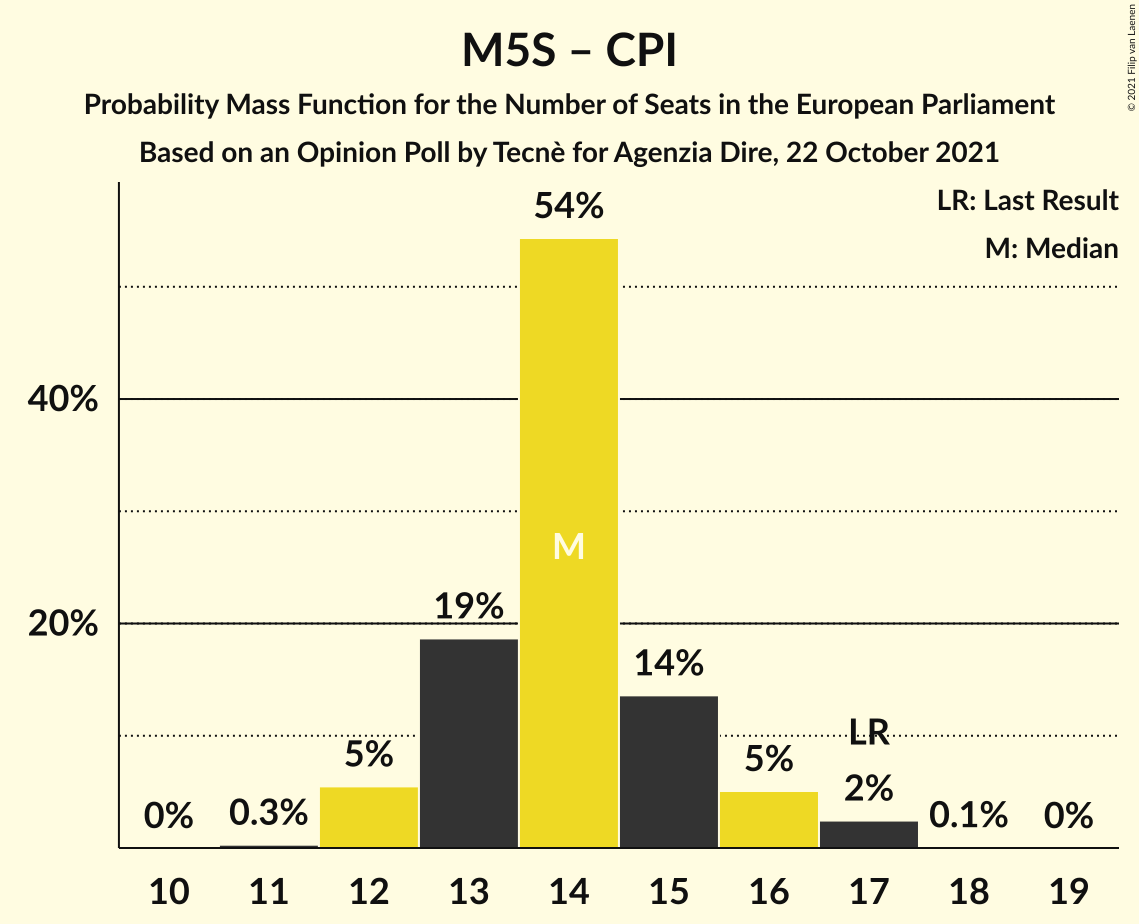 M5S – CPI
Probability Mass Function for the Number of Seats in the European Parliament
Based on an Opinion Poll by Tecnè for Agenzia Dire, 22 October 2021
© 2021 Filip van Laenen
LR: Last Result
M: Median
40%
20%
0%
0.3%
5%
19%
54%
M
14%
5%
LR
2%
0.1%
0%
10 11 12 13 14 15 16 17 18 19